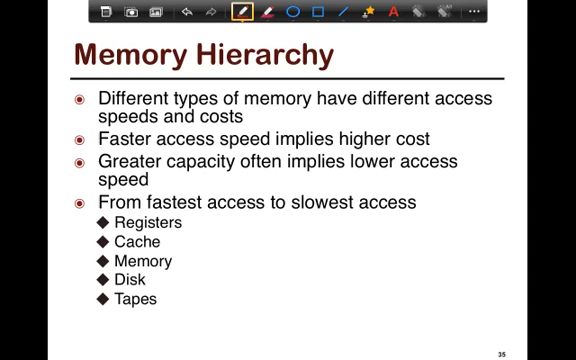 Memory Hierarchy
Different types of memory have different access
speeds and costs
Faster access speed implies higher cost
Greater capacity often implies lower access
speed
From fastest access to slowest access
Registers
Cache
Memory
Disk
Tapes
35